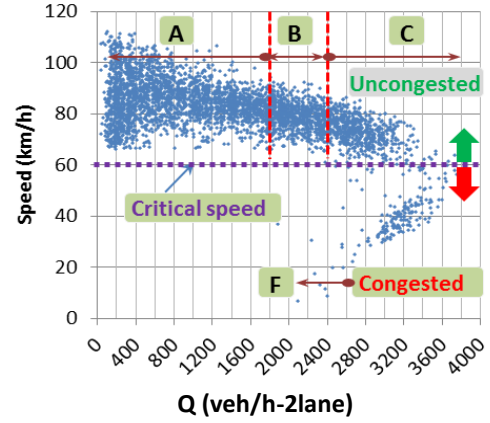 A B C
120
100
80
60
40
20
0
Speed (km/h)
Uncongested
Critical speed
F
Congested
0 400 800 1200 1600 2000 2400 2800 3200 3600 4000
Q (veh/h-2lane)